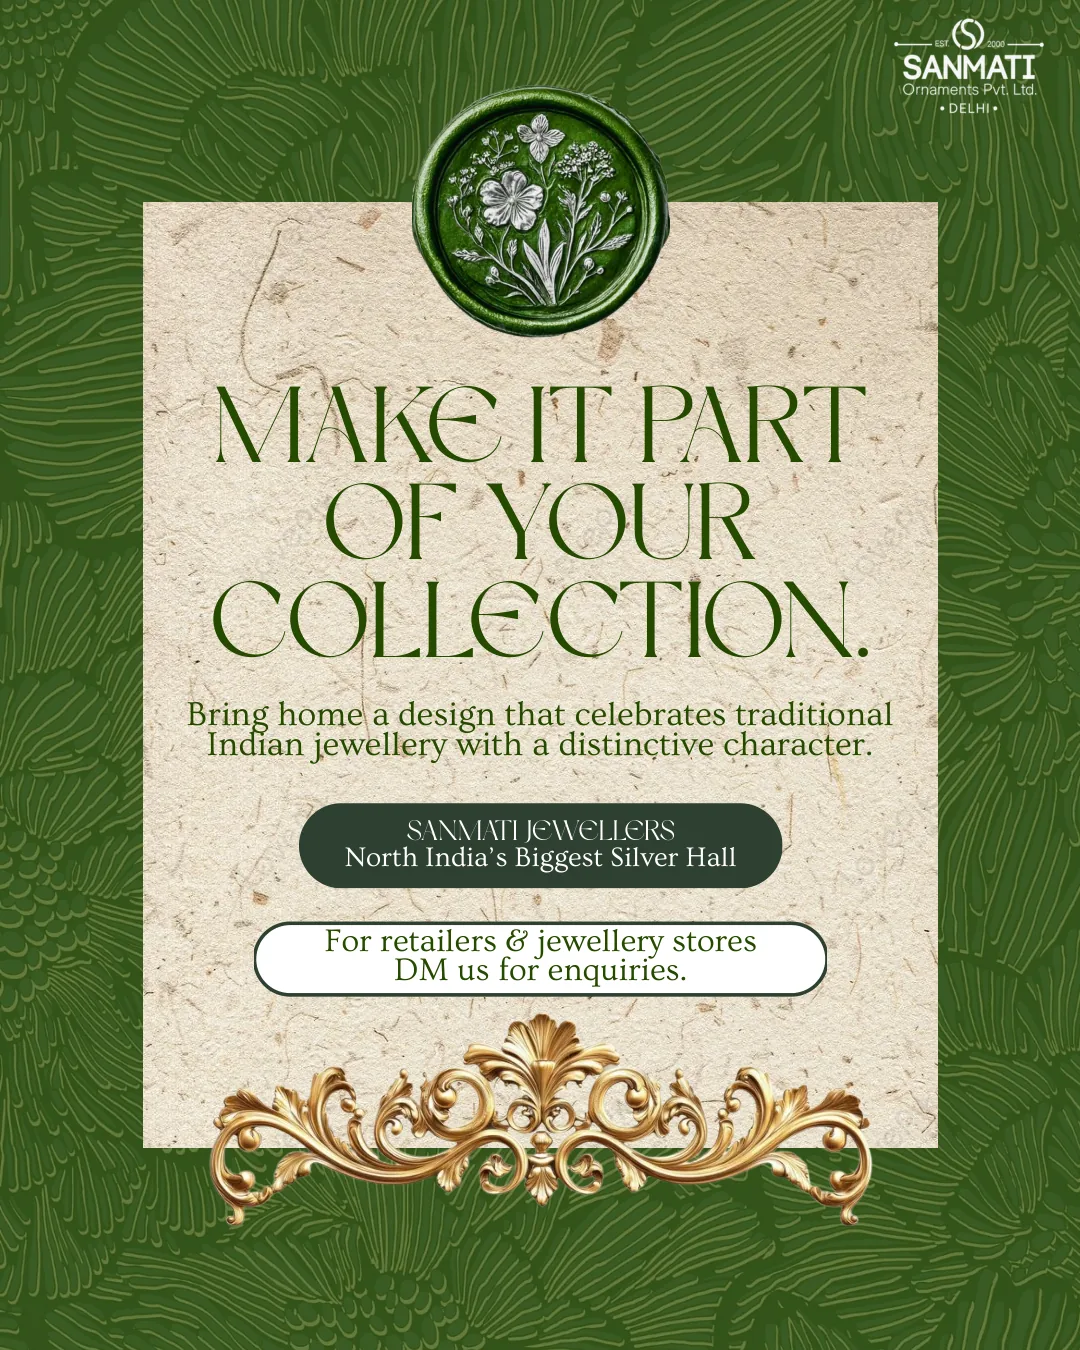 EST. 2000
SANMATI
Ornaments Pvt. Ltd.
• DELHI •
MAKE IT PART
OF YOUR
COLLECTION.
Bring home a design that celebrates traditional
Indian jewellery with a distinctive character.
SANMATI JEWELLERS
North India's Biggest Silver Hall
For retailers & jewellery stores
DM us for enquiries.